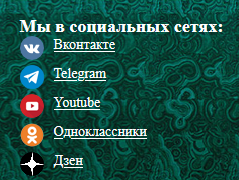 Мы в социальных сетях:
Вконтакте
Telegram
Youtube
Одноклассники
Дзен